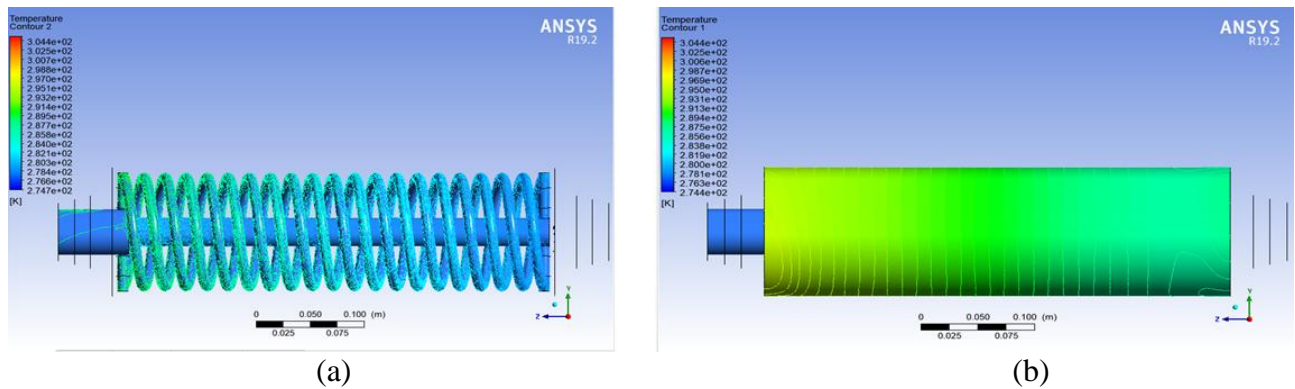 Temperature
Contour 2
3.044e+02
3.025e+02
3.007e+02
2.988e+02
2.970e+02
2.951e+02
2.932e+02
2.914e+02
2.895e+02
2.877e+02
2.858e+02
2.840e+02
2.821e+02
2.803e+02
2.784e+02
2.766e+02
2.747e+02
[K]
ANSYS
R19.2
0 0.050 0.100 (m)
0.025 0.075
Y
Z
(a)
Temperature
Contour 1
3.044e+02
3.025e+02
3.006e+02
2.987e+02
2.969e+02
2.950e+02
2.931e+02
2.913e+02
2.894e+02
2.875e+02
2.856e+02
2.838e+02
2.819e+02
2.800e+02
2.781e+02
2.763e+02
2.744e+02
[K]
ANSYS
R19.2
0 0.050 0.100 (m)
0.025 0.075
Y
Z
(b)